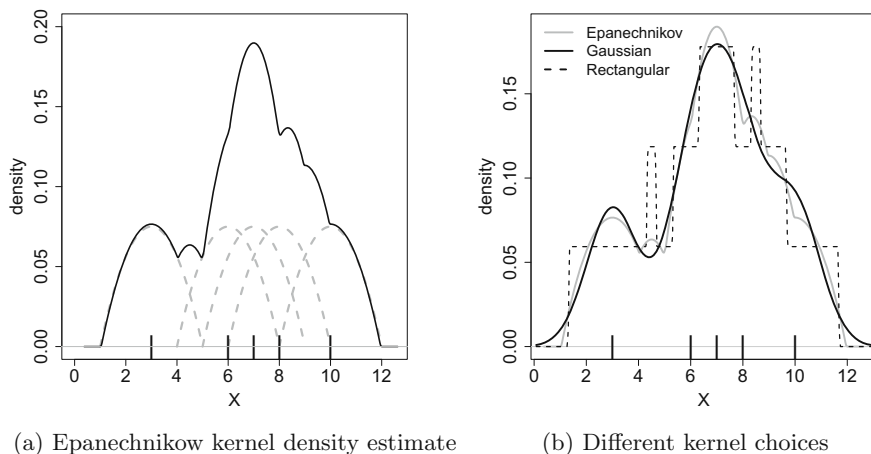 0.20
0.15
0.10
0.05
0.00
density
0 2 4 6 8 10 12
X
(a) Epanechnikow kernel density estimate
Epanechnikov
Gaussian
Rectangular
0.15
0.10
0.05
0.00
density
0 2 4 6 8 10 12
X
(b) Different kernel choices